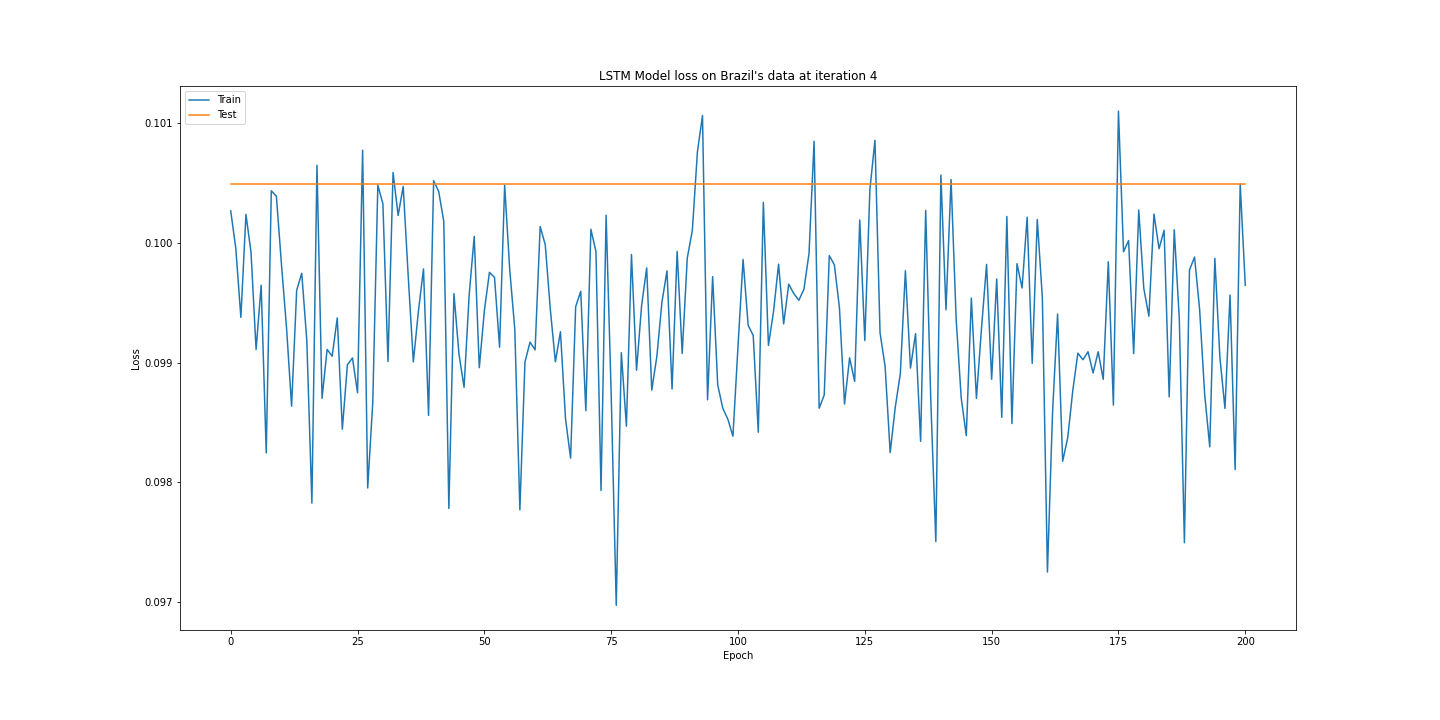 LSTM Model loss on Brazil's data at iteration 4
Train
Test
0.101
0.100
0.099
0.098
0.097
Loss
0 25 50 75 100 125 150 175 200
Epoch